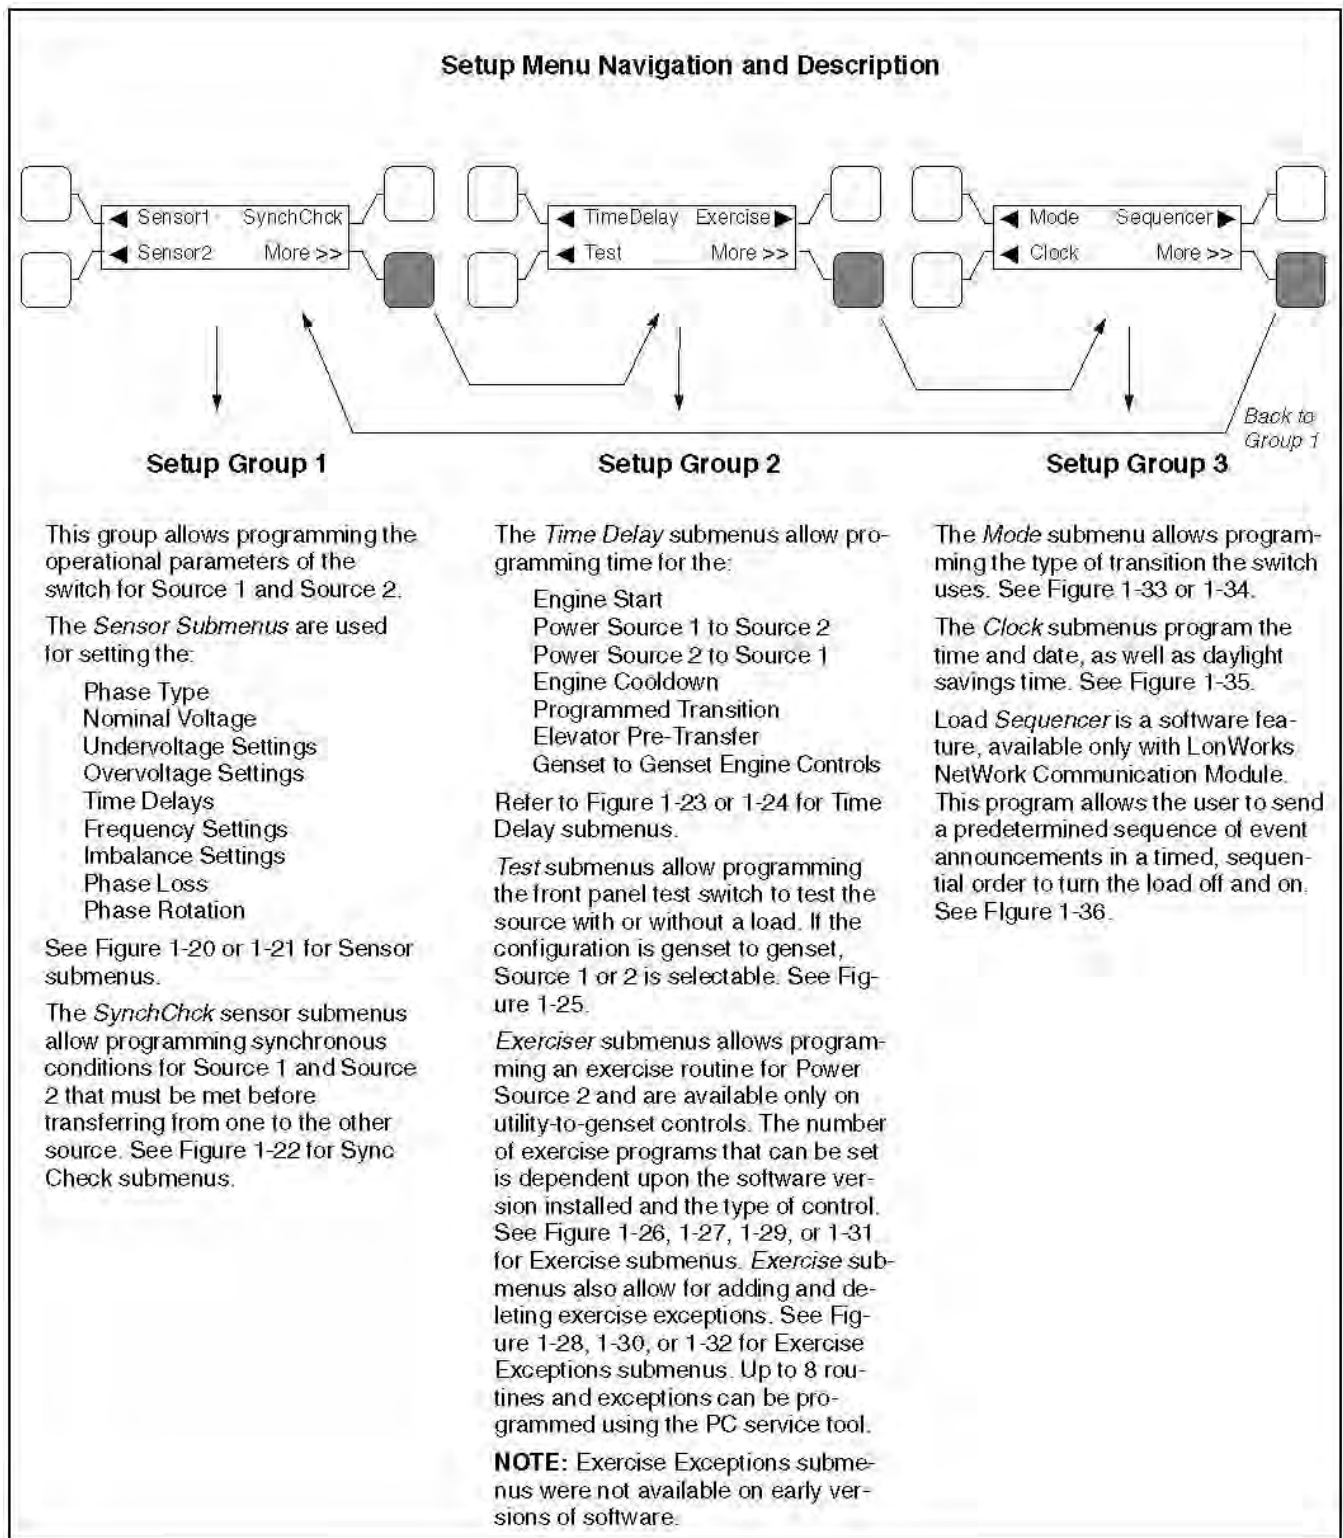 Setup Menu Navigation and Description
◀ Sensor1 SynchChck
◀ Sensor2 More >>
◀ TimeDelay Exercise ▶
◀ Test More >>
◀ Mode Sequencer ▶
◀ Clock More >>
Back to
Group 1
Setup Group 1
This group allows programming the
operational parameters of the
switch for Source 1 and Source 2.
The Sensor Submenus are used
for setting the:
Phase Type
Nominal Voltage
Undervoltage Settings
Overvoltage Settings
Time Delays
Frequency Settings
Imbalance Settings
Phase Loss
Phase Rotation
See Figure 1-20 or 1-21 for Sensor
submenus.
The SynchChck sensor submenus
allow programming synchronous
conditions for Source 1 and Source
2 that must be met before
transferring from one to the other
source. See Figure 1-22 for Sync
Check submenus.
Setup Group 2
The Time Delay submenus allow pro-
gramming time for the:
Engine Start
Power Source 1 to Source 2
Power Source 2 to Source 1
Engine Cooldown
Programmed Transition
Elevator Pre-Transfer
Genset to Genset Engine Controls
Refer to Figure 1-23 or 1-24 for Time
Delay submenus.
Test submenus allow programming
the front panel test switch to test the
source with or without a load. If the
configuration is genset to genset,
Source 1 or 2 is selectable. See Fig-
ure 1-25.
Exerciser submenus allows program-
ming an exercise routine for Power
Source 2 and are available only on
utility-to-genset controls. The number
of exercise programs that can be set
is dependent upon the software ver-
sion installed and the type of control.
See Figure 1-26, 1-27, 1-29, or 1-31
for Exercise submenus. Exercise sub-
menus also allow for adding and de-
leting exercise exceptions. See Fig-
ure 1-28, 1-30, or 1-32 for Exercise
Exceptions submenus. Up to 8 rou-
tines and exceptions can be pro-
grammed using the PC service tool.
NOTE: Exercise Exceptions subme-
nus were not available on early ver-
sions of software.
Setup Group 3
The Mode submenu allows program-
ming the type of transition the switch
uses. See Figure 1-33 or 1-34.
The Clock submenus program the
time and date, as well as daylight
savings time. See Figure 1-35.
Load Sequencer is a software fea-
ture, available only with LonWorks
NetWork Communication Module.
This program allows the user to send
a predetermined sequence of event
announcements in a timed, sequen-
tial order to turn the load off and on.
See FIgure 1-36.